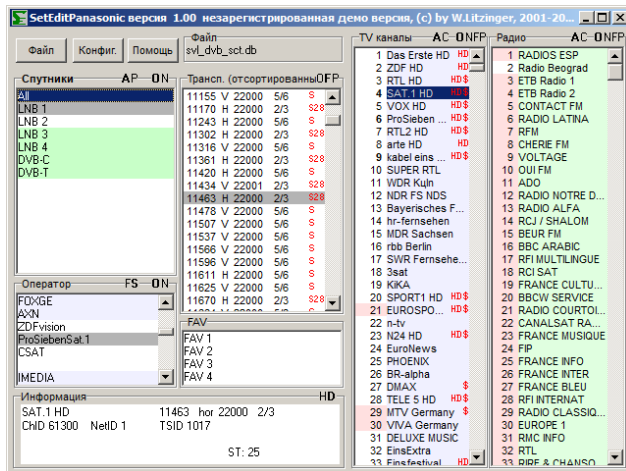 SetEditPanasonic версия 1.00 незарегистрированная демо версия, (c) by W.Litzinger, 2001-20...
Файл
Конфиг.
Помощь
Файл
svl_dvb_sct.db
Спутники AP ON
All
LNB 1
LNB 2
LNB 3
LNB 4
DVB-C
DVB-T
Оператор FS ON
FOXGE
AXN
ZDFvision
ProSiebenSat.1
CSAT
IMEDIA
Трансп. (отсортированны OFP
11155 V 22000 5/6 S
11170 H 22000 2/3 S28
11243 H 22000 5/6 S
11302 H 22000 2/3 S28
11316 V 22000 5/6 S
11361 H 22000 2/3 S28
11420 H 22000 5/6 S
11434 V 22001 2/3 S28
11463 H 22000 2/3 S28
11478 V 22000 5/6 S
11507 V 22000 5/6 S
11537 V 22000 5/6 S
11566 V 22000 5/6 S
11596 V 22000 5/6 S
11611 H 22000 5/6 S
11625 V 22000 5/6 S
11670 H 22000 2/3 S28
FAV
FAV 1
FAV 2
FAV 3
FAV 4
Информация HD
SAT.1 HD 11463 hor 22000 2/3
ChID 61300 NetID 1 TSID 1017
ST: 25
TV каналы AC-ONFP
1 Das Erste HD HD
2 ZDF HD HD
3 RTL HD HD$
4 SAT.1 HD HD$
5 VOX HD HD$
6 ProSieben ... HD$
7 RTL2 HD HD$
8 arte HD HD
9 kabel eins ... HD$
10 SUPER RTL
11 WDR Kцln
12 NDR FS NDS
13 Bayerisches F...
14 hr-fernsehen
15 MDR Sachsen
16 rbb Berlin
17 SWR Fernsehe...
18 3sat
19 KiKA
20 SPORT1 HD HD$
21 EUROSPO... HD$
22 n-tv
23 N24 HD HD$
24 EuroNews
25 PHOENIX
26 BR-alpha
27 DMAX $
28 TELE 5 HD HD$
29 MTV Germany $
30 VIVA Germany
31 DELUXE MUSIC
32 EinsExtra
33 Einsfestival HD
Радио AC ONFP
1 RADIOS ESP
2 Radio Beograd
3 ETB Radio 1
4 ETB Radio 2
5 CONTACT FM
6 RADIO LATINA
7 RFM
8 CHERIE FM
9 VOLTAGE
10 OUI FM
11 ADO
12 RADIO NOTRE D...
13 RADIO ALFA
14 RCJ / SHALOM
15 BEUR FM
16 BBC ARABIC
17 RFI MULTILINGUE
18 RCI SAT
19 FRANCE CULTU...
20 BBCW SERVICE
21 RADIO COURTOI...
22 CANALSAT RA...
23 FRANCE MUSIQUE
24 FIP
25 FRANCE INFO
26 FRANCE INTER
27 FRANCE BLEU
28 RFI INTERNAT
29 RADIO CLASSIQ...
30 EUROPE 1
31 RMC INFO
32 RTL
33 RIRE & CHANSO